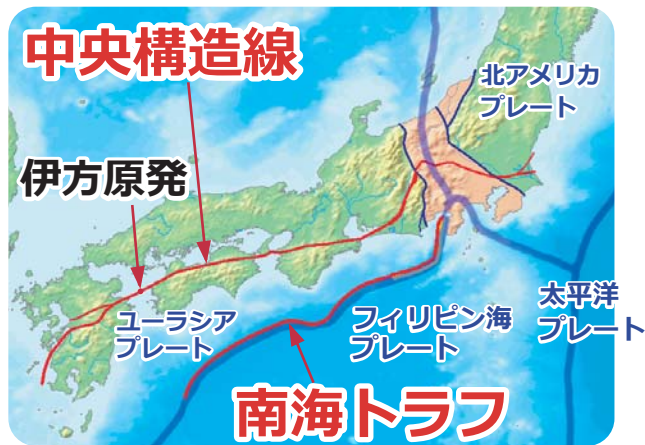 中央構造線
北アメリカ
プレート
伊方原発
ユーラシア
プレート
フィリピン海
プレート
太平洋
プレート
南海トラフ